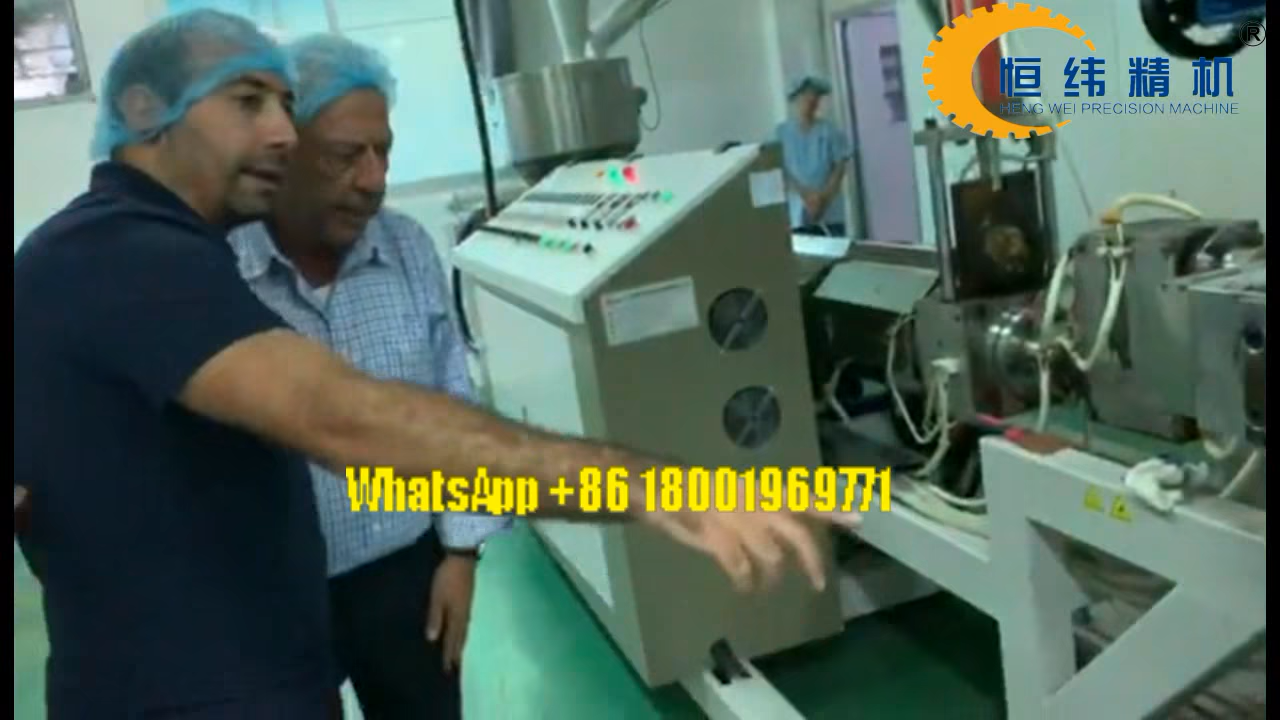 恒纬精机®
HENG WEI PRECISION MACHINE
WhatsApp +86 18001969771